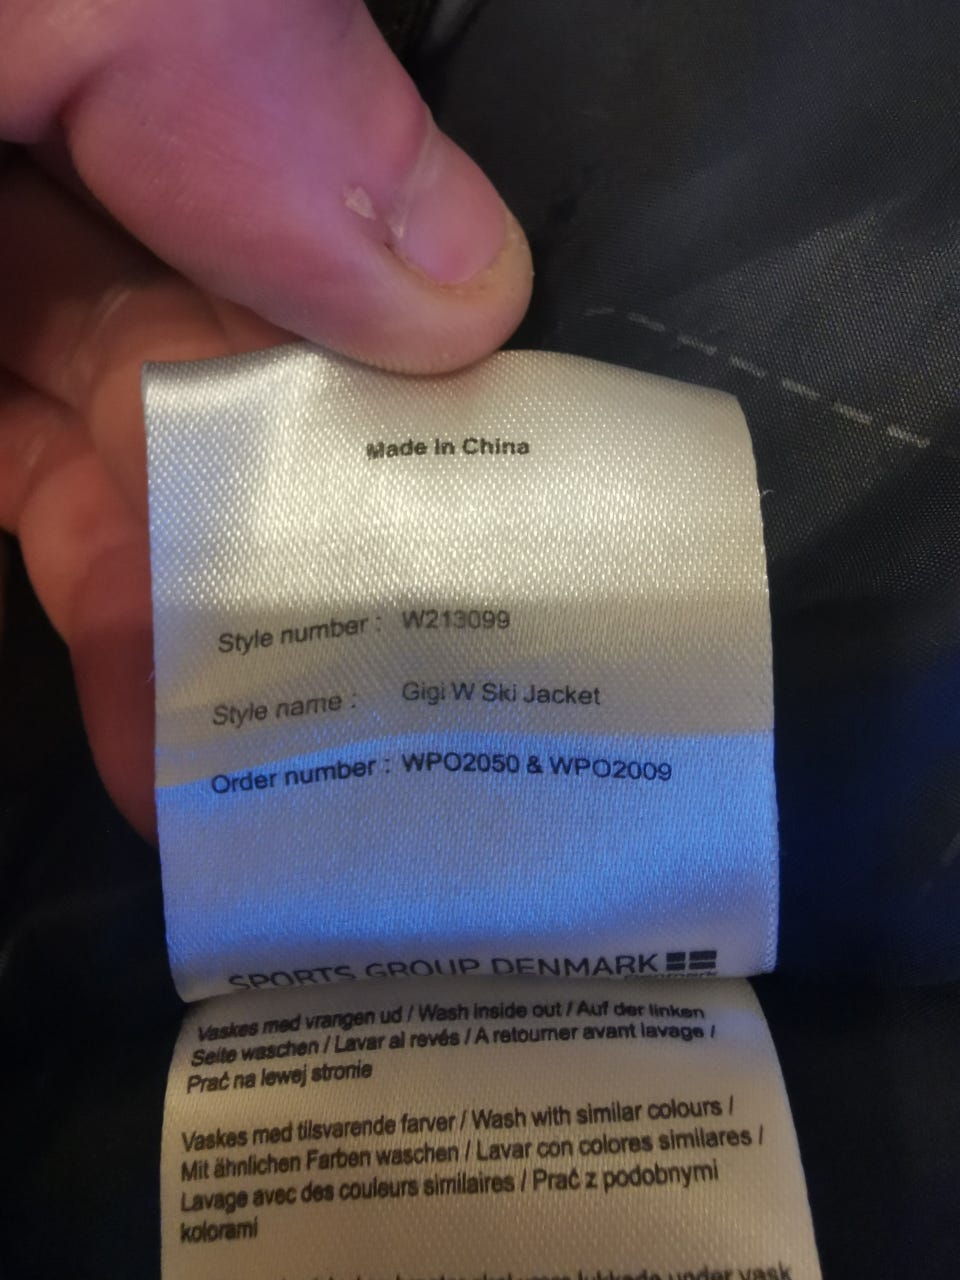 Made In China
Style number : W213099
Style name : Gigi W Ski Jacket
Order number : WPO2050 & WPO2009
SPORTS GROUP DENMARK
Vaskes med vrangen ud / Wash inside out / Auf der linken
Seite waschen / Lavar al revés / A retourner avant lavage /
Prać na lewej stronie
Vaskes med tilsvarende farver / Wash with similar colours /
Mit ähnlichen Farben waschen / Lavar con colores similares /
Lavage avec des couleurs similaires / Prać z podobnymi
kolorami
lukkede under vask